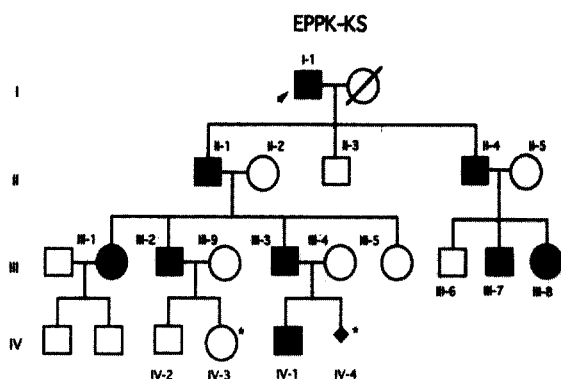 EPPK-KS
I-1
I
II-1 II-2 II-3 II-4 II-5
II
III-1 III-2 III-9 III-3 III-4 III-5
III
III-6 III-7 III-8
* *
IV
IV-2 IV-3 IV-1 IV-4